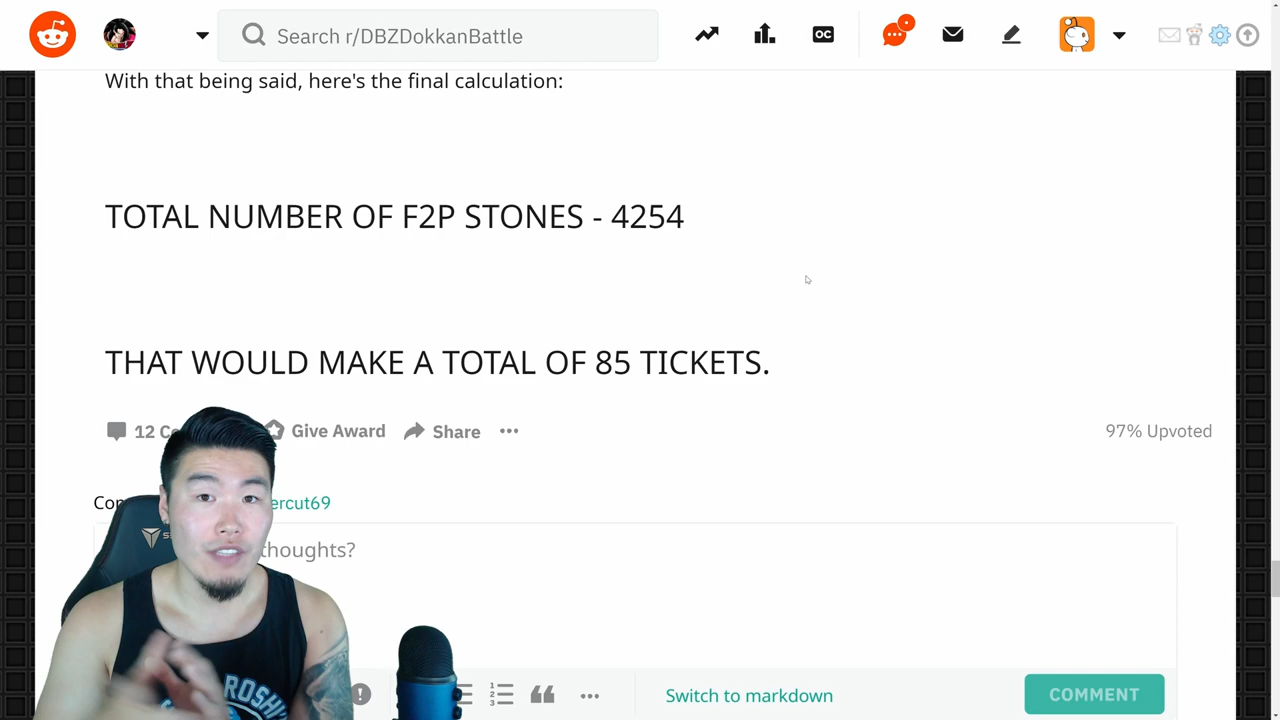 Search r/DBZDokkanBattle
OC
With that being said, here's the final calculation:
TOTAL NUMBER OF F2P STONES - 4254
THAT WOULD MAKE A TOTAL OF 85 TICKETS.
12
Give Award
Share
97% Upvoted
ercut69
thoughts?
Switch to markdown
COMMENT